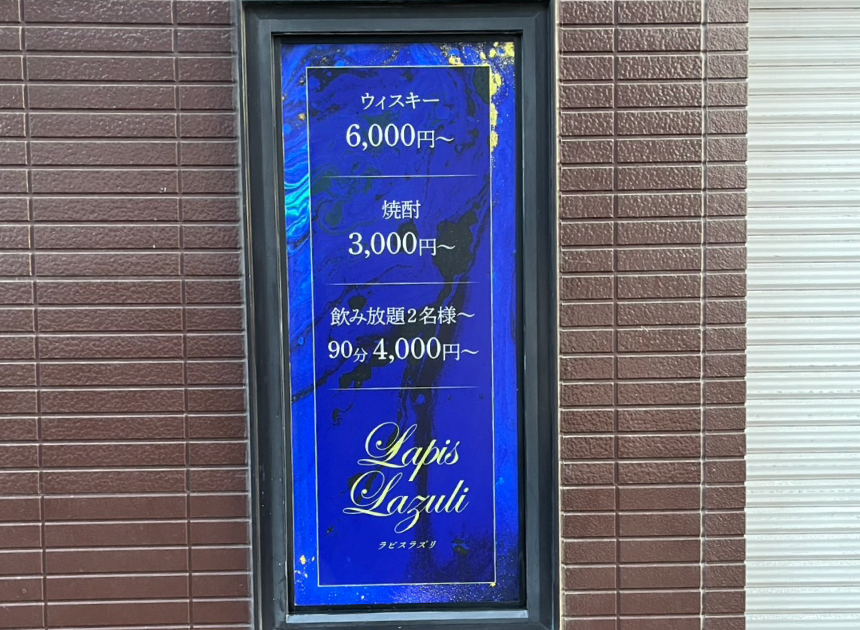 ウィスキー
6,000円〜
焼酎
3,000円〜
飲み放題2名様〜
90分 4,000円〜
Lapis
Lazuli
ラピスラズリ